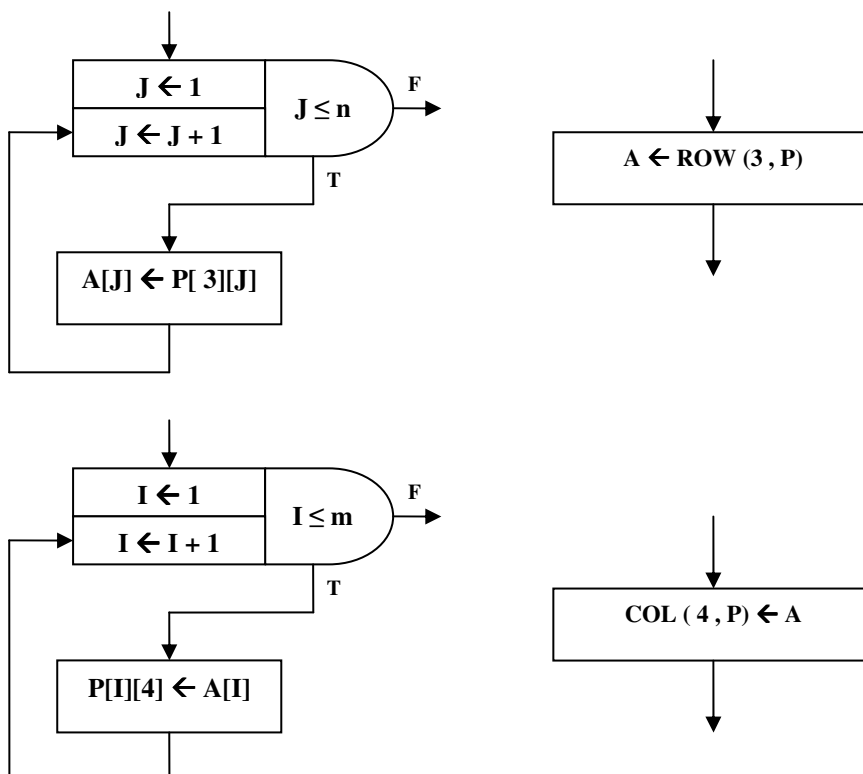 J ← 1
F
J ≤ n
J ← J + 1
T
A ← ROW (3 , P)
A[J] ← P[ 3][J]
I ← 1
F
I ≤ m
I ← I + 1
T
COL ( 4 , P) ← A
P[I][4] ← A[I]